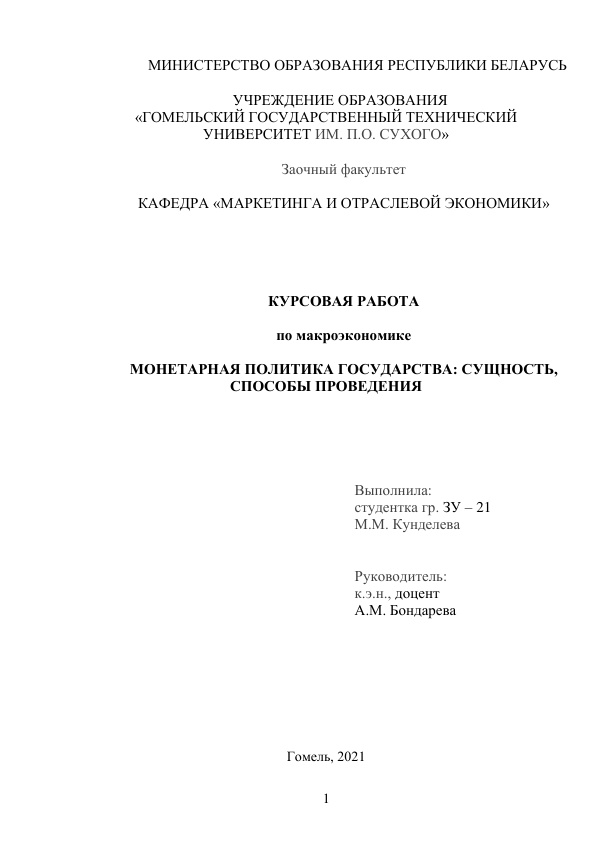 МИНИСТЕРСТВО ОБРАЗОВАНИЯ РЕСПУБЛИКИ БЕЛАРУСЬ
УЧРЕЖДЕНИЕ ОБРАЗОВАНИЯ
«ГОМЕЛЬСКИЙ ГОСУДАРСТВЕННЫЙ ТЕХНИЧЕСКИЙ
УНИВЕРСИТЕТ ИМ. П.О. СУХОГО»
Заочный факультет
КАФЕДРА «МАРКЕТИНГА И ОТРАСЛЕВОЙ ЭКОНОМИКИ»
КУРСОВАЯ РАБОТА
по макроэкономике
МОНЕТАРНАЯ ПОЛИТИКА ГОСУДАРСТВА: СУЩНОСТЬ,
СПОСОБЫ ПРОВЕДЕНИЯ
Выполнила:
студентка гр. ЗУ – 21
М.М. Кунделева
Руководитель:
к.э.н., доцент
А.М. Бондарева
Гомель, 2021
1